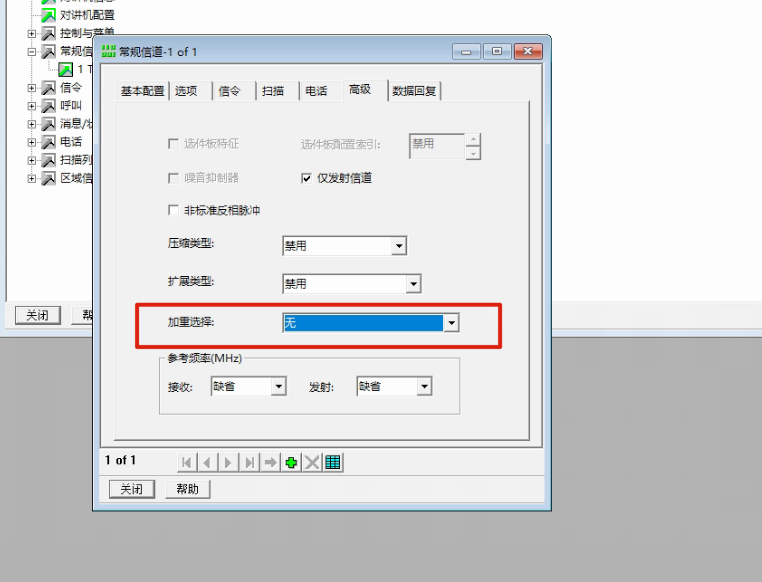 对讲机配置
控制与菜单
常规信
1 T
信令
呼叫
消息/状
电话
扫描列
区域信
关闭
帮
常规信道-1 of 1
基本配置 选项 信令 扫描 电话 高级 数据回复
选件板特征 选件板配置索引: 禁用
噪音抑制器 仅发射信道
非标准反相脉冲
压缩类型: 禁用
扩展类型: 禁用
加重选择: 无
参考频率(MHz)
接收: 缺省 发射: 缺省
1 of 1
关闭 帮助